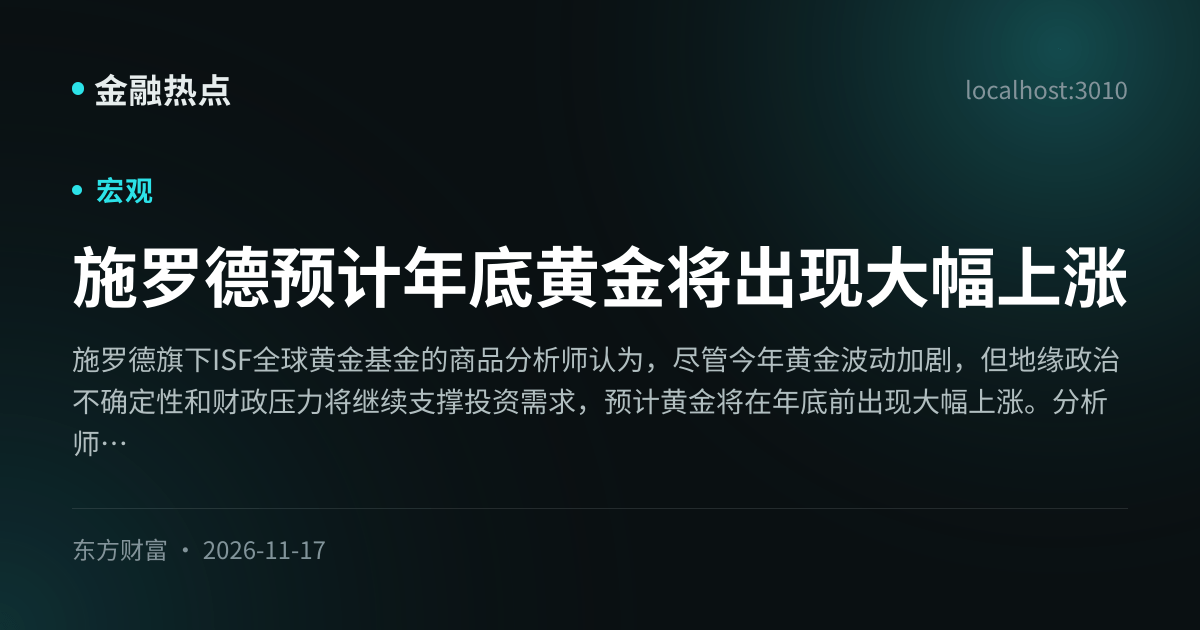 金融热点
localhost:3010
宏观
施罗德预计年底黄金将出现大幅上涨
施罗德旗下ISF全球黄金基金的商品分析师认为，尽管今年黄金波动加剧，但地缘政治
不确定性和财政压力将继续支撑投资需求，预计黄金将在年底前出现大幅上涨。分析
师…
东方财富 · 2026-11-17